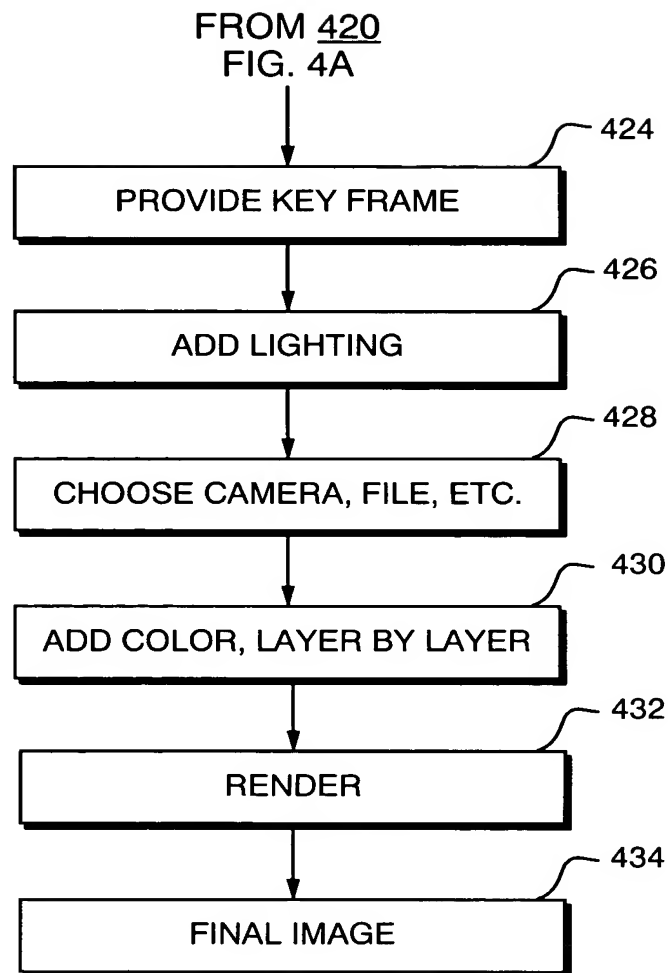 FROM 420
FIG. 4A
424
PROVIDE KEY FRAME
426
ADD LIGHTING
428
CHOOSE CAMERA, FILE, ETC.
430
ADD COLOR, LAYER BY LAYER
432
RENDER
434
FINAL IMAGE